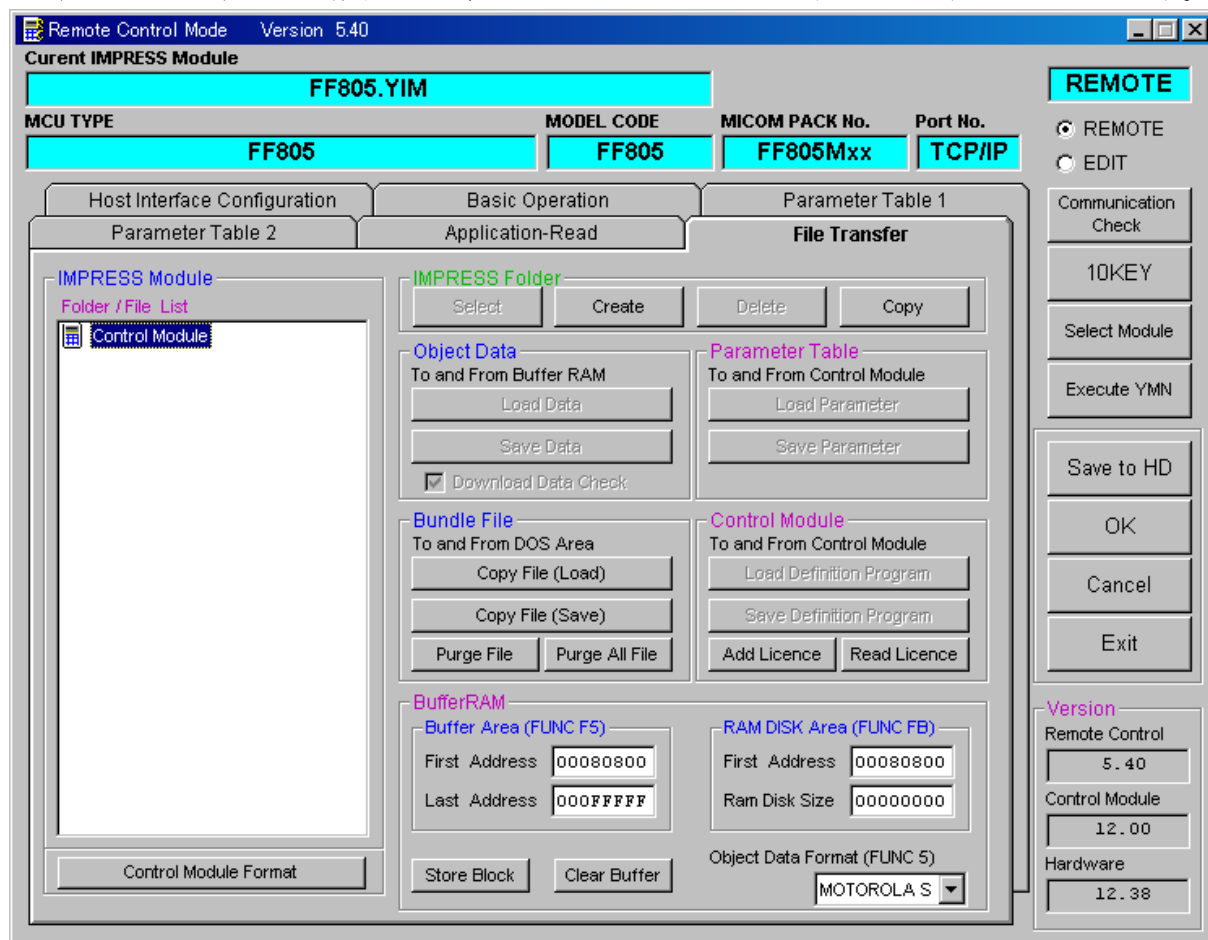 Remote Control Mode Version 5.40
Curent IMPRESS Module
FF805.YIM
REMOTE
MCU TYPE MODEL CODE MICOM PACK No. Port No.
FF805 FF805 FF805Mxx TCP/IP
REMOTE
EDIT
Host Interface Configuration Basic Operation Parameter Table 1
Parameter Table 2 Application-Read File Transfer
Communication
Check
10KEY
Select Module
Execute YMN
Save to HD
OK
Cancel
Exit
IMPRESS Module
Folder / File List
Control Module
Control Module Format
IMPRESS Folder
Select Create Delete Copy
Object Data
To and From Buffer RAM
Load Data
Save Data
Download Data Check
Parameter Table
To and From Control Module
Load Parameter
Save Parameter
Bundle File
To and From DOS Area
Copy File (Load)
Copy File (Save)
Purge File Purge All File
Control Module
To and From Control Module
Load Definition Program
Save Definition Program
Add Licence Read Licence
BufferRAM
Buffer Area (FUNC F5)
First Address 00080800
Last Address 000FFFFF
RAM DISK Area (FUNC FB)
First Address 00080800
Ram Disk Size 00000000
Store Block Clear Buffer
Object Data Format (FUNC 5)
MOTOROLA S
Version
Remote Control
5.40
Control Module
12.00
Hardware
12.38